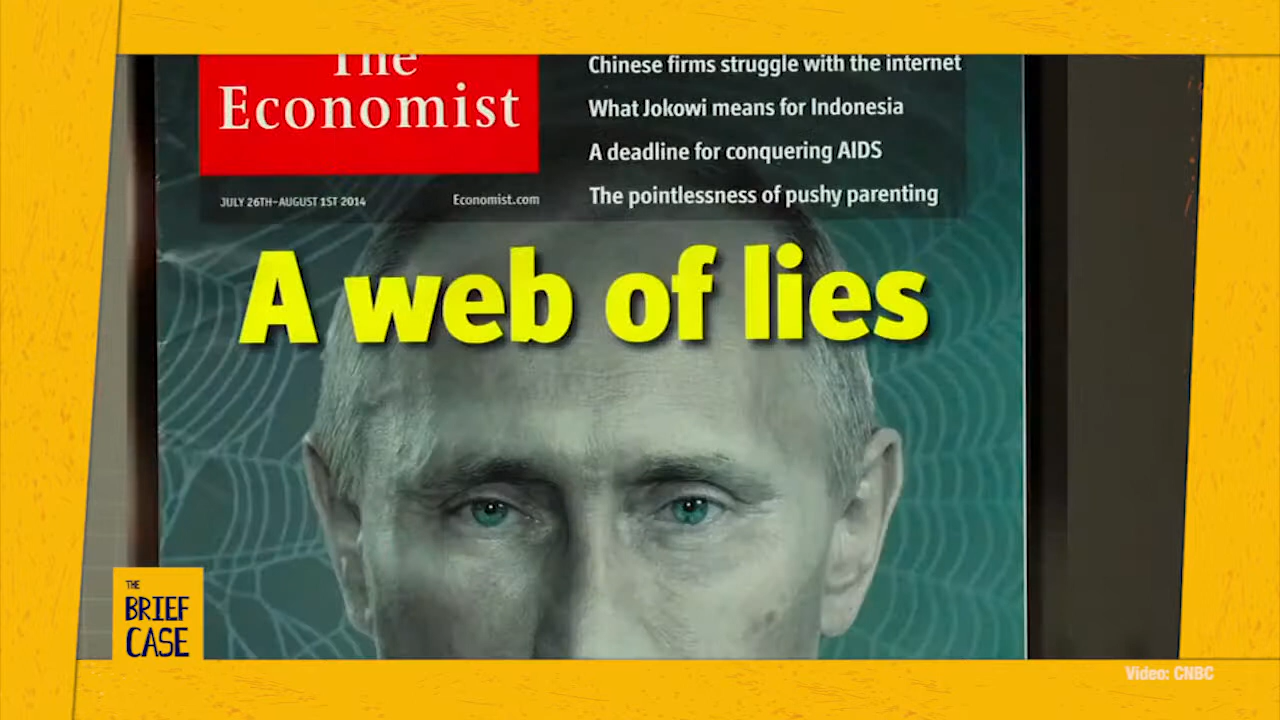 The
Economist
Chinese firms struggle with the internet
What Jokowi means for Indonesia
A deadline for conquering AIDS
The pointlessness of pushy parenting
JULY 26TH–AUGUST 1ST 2014
Economist.com
A web of lies
THE
BRIEF
CASE
Video: CNBC